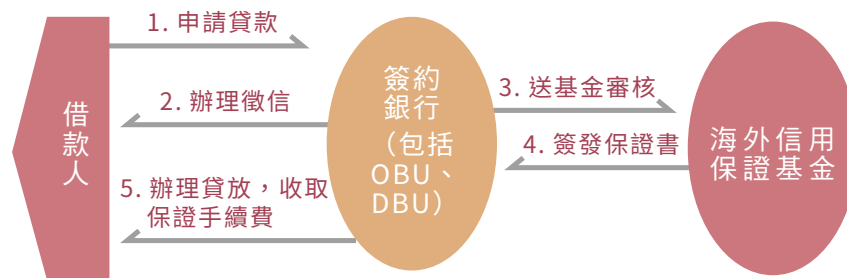 1. 申請貸款
2. 辦理徵信
5. 辦理貸放，收取
保證手續費
借款人
簽約
銀行
（包括
OBU、
DBU）
3. 送基金審核
4. 簽發保證書
海外信用
保證基金